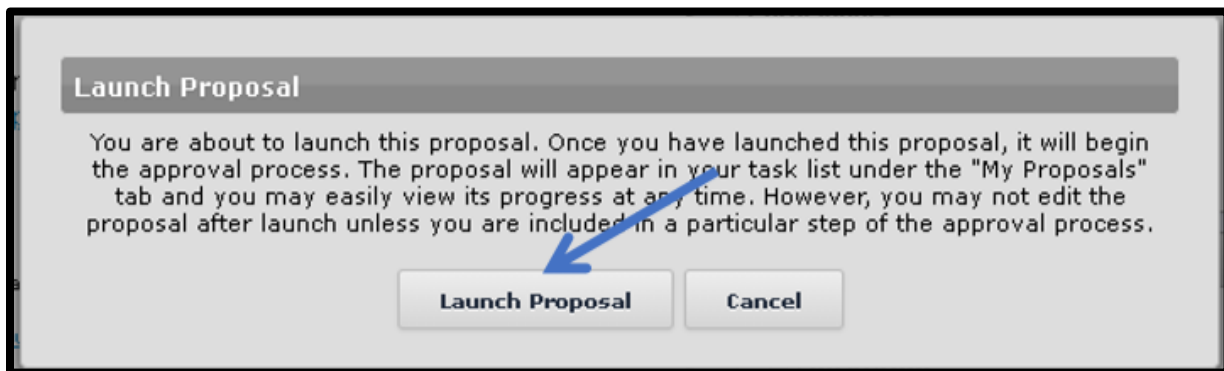 Launch Proposal
You are about to launch this proposal. Once you have launched this proposal, it will begin
the approval process. The proposal will appear in your task list under the "My Proposals"
tab and you may easily view its progress at any time. However, you may not edit the
proposal after launch unless you are included in a particular step of the approval process.
Launch Proposal
Cancel